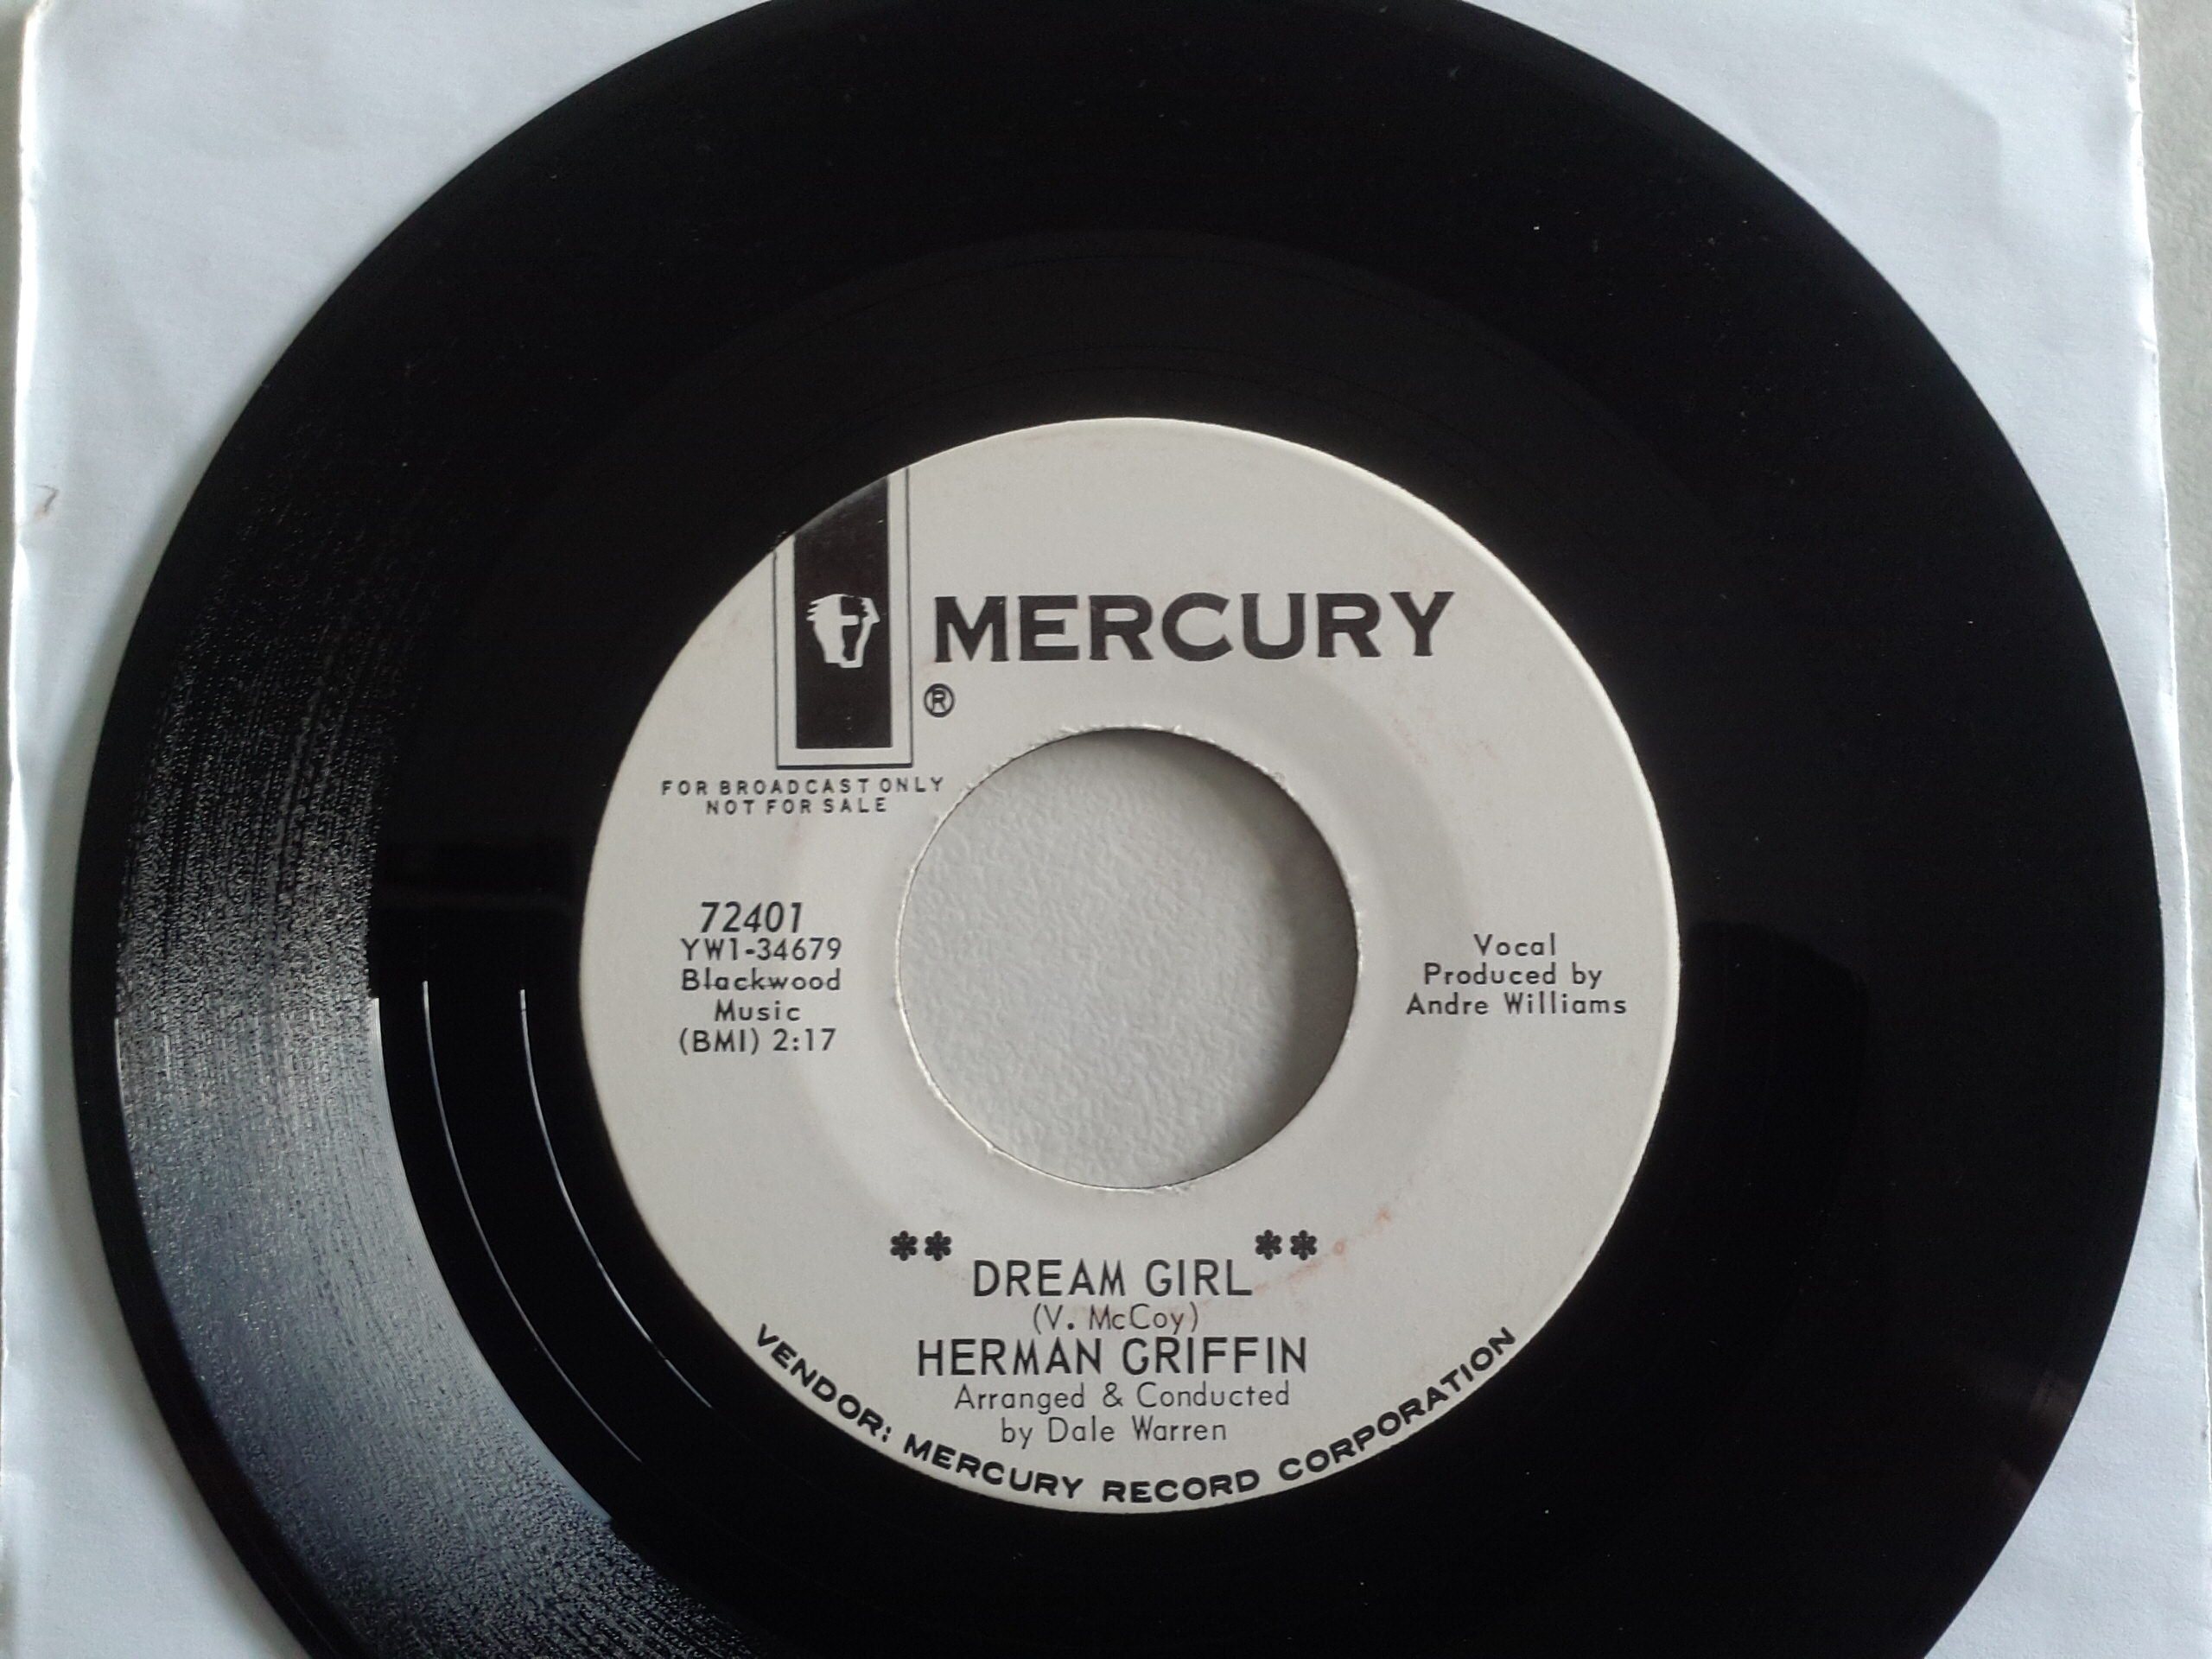 MERCURY
®
FOR BROADCAST ONLY
NOT FOR SALE
72401
YW1-34679
Blackwood
Music
(BMI) 2:17
Vocal
Produced by
Andre Williams
** DREAM GIRL **
(V. McCoy)
HERMAN GRIFFIN
Arranged & Conducted
by Dale Warren
VENDOR: MERCURY RECORD CORPORATION